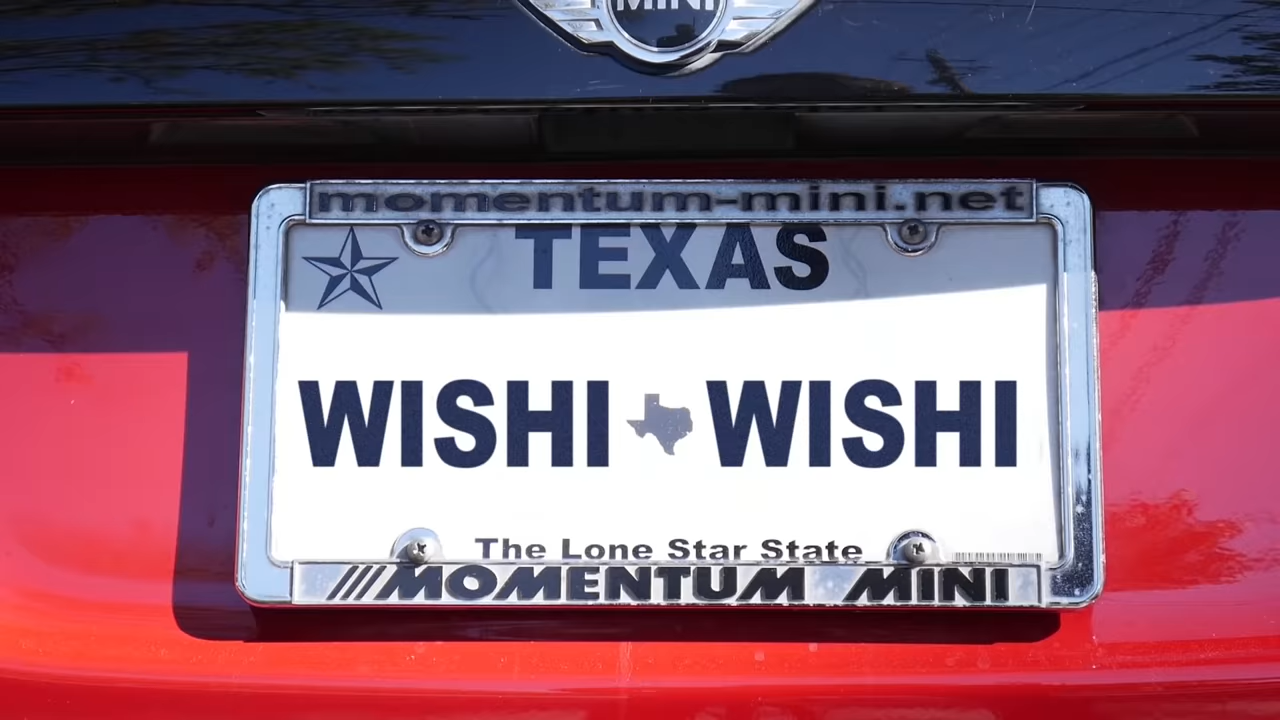 MINI
momentum-mini.net
TEXAS
WISHI WISHI
The Lone Star State
///MOMENTUM MINI